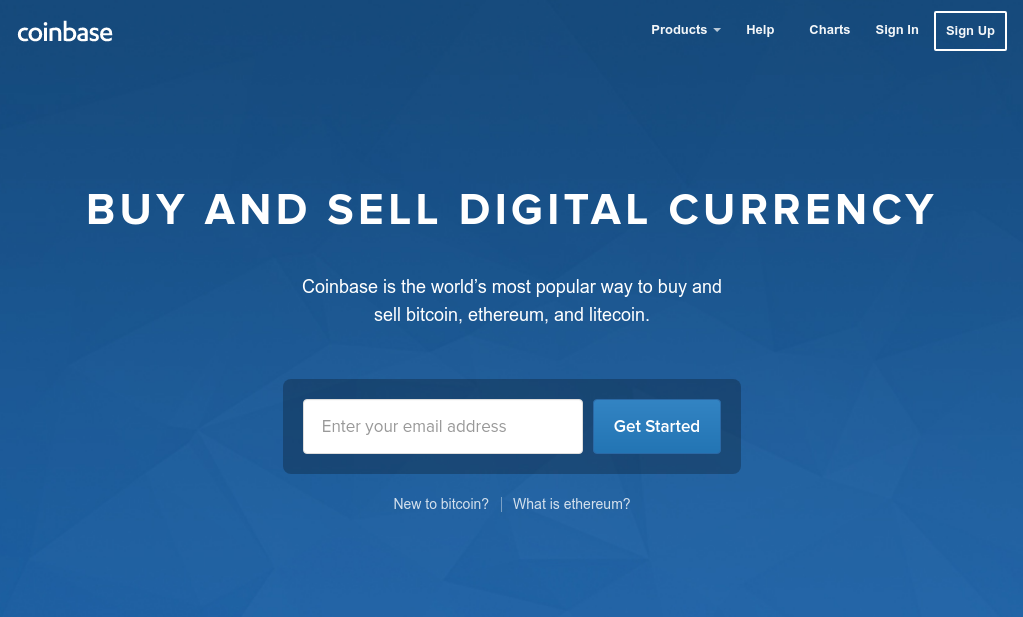 coinbase
Products Help Charts Sign In Sign Up
BUY AND SELL DIGITAL CURRENCY
Coinbase is the world’s most popular way to buy and
sell bitcoin, ethereum, and litecoin.
Enter your email address Get Started
New to bitcoin? What is ethereum?